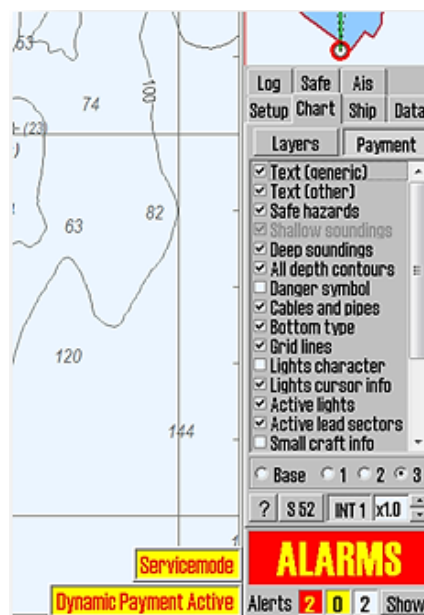 53
74
100
(23)
63
82
120
144
Servicemode
Dynamic Payment Active
Log Safe Ais
Setup Chart Ship Data
Layers Payment
Text (generic)
Text (other)
Safe hazards
Shallow soundings
Deep soundings
All depth contours
Danger symbol
Cables and pipes
Bottom type
Grid lines
Lights character
Lights cursor info
Active lights
Active lead sectors
Small craft info
Base 1 2 3
? S 52 INT 1 x1.0
ALARMS
Alerts 2 0 2 Show